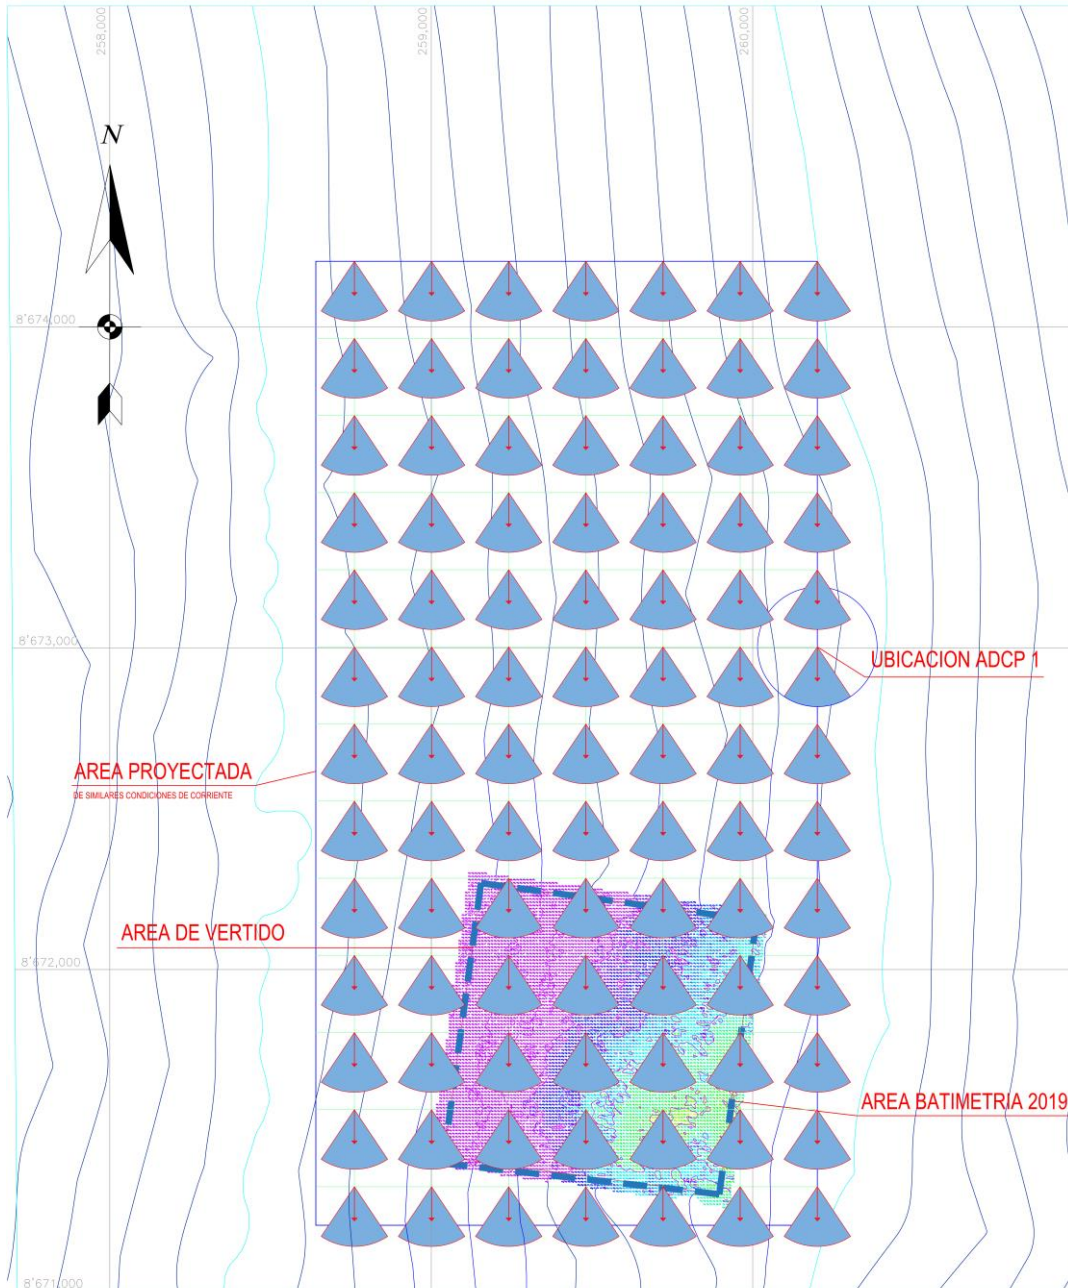 258,000
259,000
260,000
N
8'674,000
8'673,000
UBICACION ADCP 1
AREA PROYECTADA
DE SIMILARES CONDICIONES DE CORRIENTE
AREA DE VERTIDO
8'672,000
AREA BATIMETRIA 2019
8'671,000